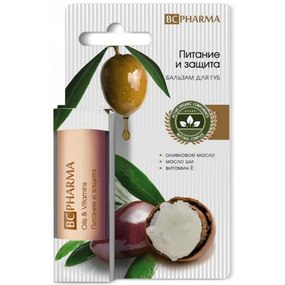 BC PHARMA
Питание
и защита
БАЛЬЗАМ ДЛЯ ГУБ
• оливковое масло
• масло ши
• витамин Е
BC PHARMA
Oils & Vitamins
Питание и защита